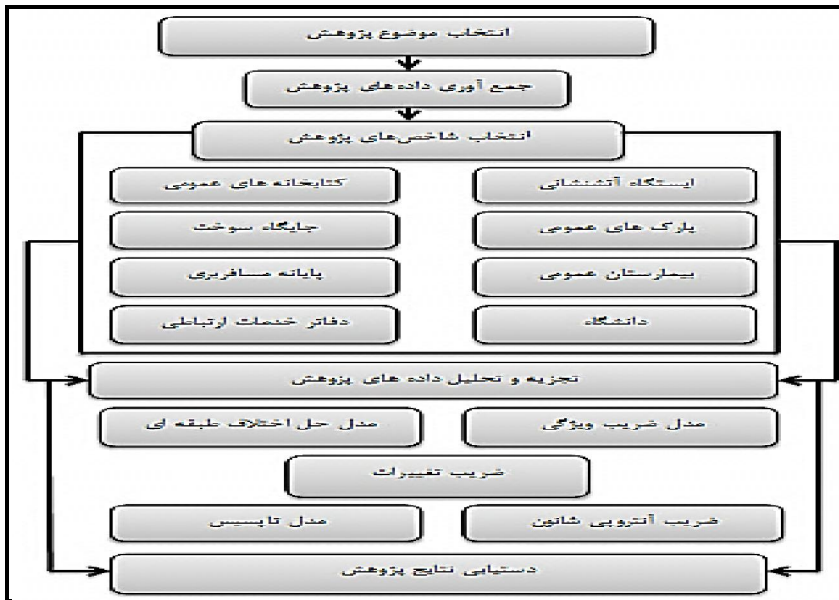 انتخاب موضوع پژوهش
جمع آوری داده‌های پژوهش
انتخاب شاخص‌های پژوهش
ایستگاه آتشنشانی
کتابخانه های عمومی
پارک های عمومی
جایگاه سوخت
بیمارستان عمومی
پایانه مسافربری
دانشگاه
دفاتر خدمات ارتباطی
تجزیه و تحلیل داده های پژوهش
مدل ضریب ویژگی
مدل حل اختلاف طبقه ای
ضریب تغییرات
ضریب آنتروپی شانون
مدل تاپسیس
دستیابی نتایج پژوهش